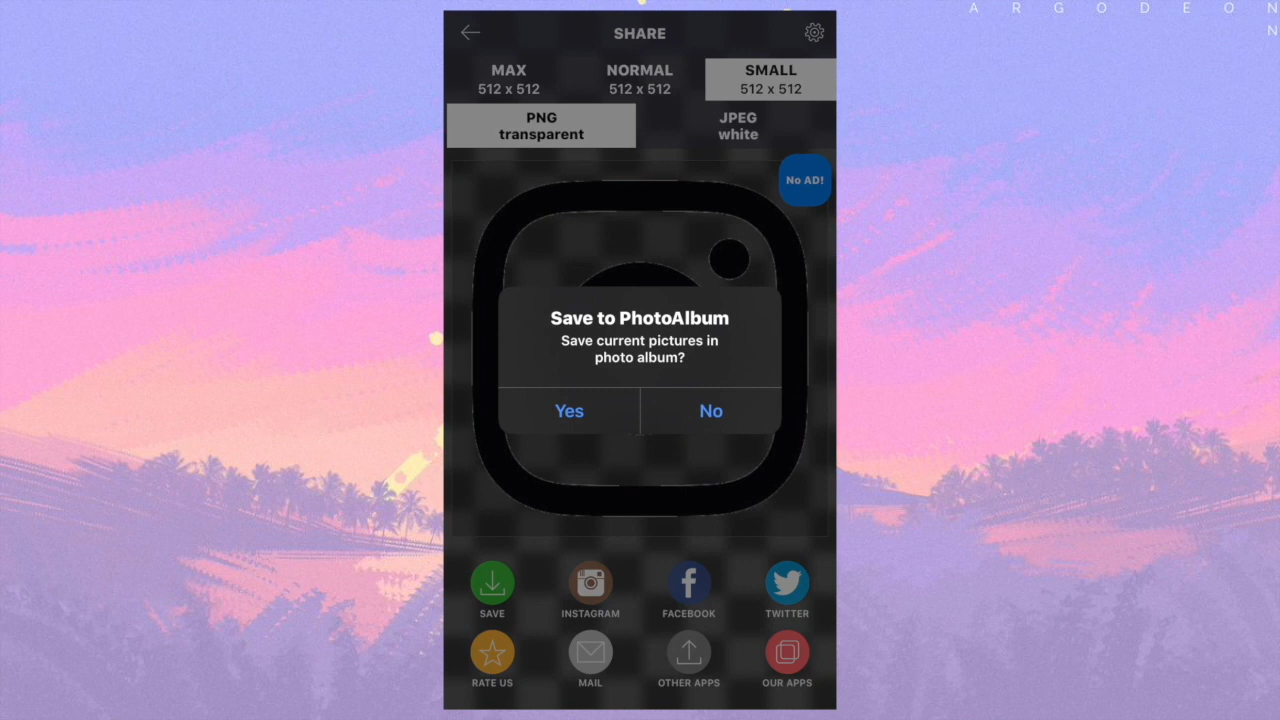 A R G O D E O N
N
SHARE
MAX NORMAL SMALL
512 x 512 512 x 512 512 x 512
PNG JPEG
transparent white
No AD!
Save to PhotoAlbum
Save current pictures in
photo album?
Yes No
SAVE INSTAGRAM FACEBOOK TWITTER
RATE US MAIL OTHER APPS OUR APPS